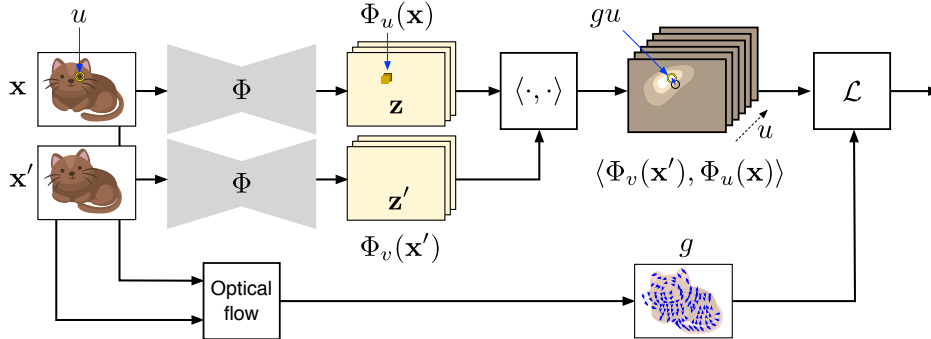 u
Φ_u(𝐱)
gu
𝐱
Φ
𝐳
⟨·, ·⟩
ℒ
u
𝐱′
Φ
𝐳′
⟨Φ_v(𝐱′), Φ_u(𝐱)⟩
Φ_v(𝐱′)
g
Optical
flow